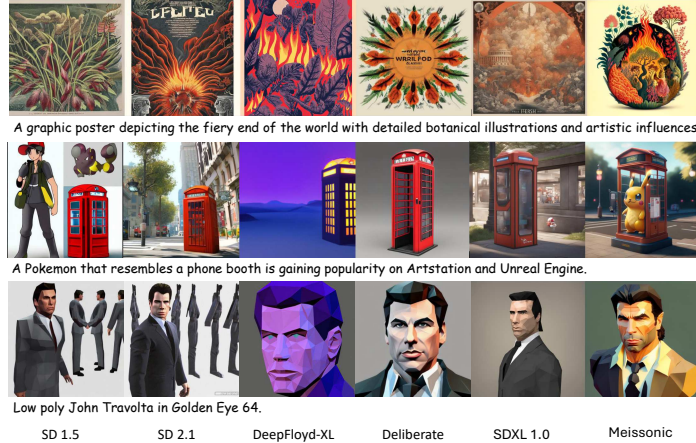 A graphic poster depicting the fiery end of the world with detailed botanical illustrations and artistic influences
A Pokemon that resembles a phone booth is gaining popularity on Artstation and Unreal Engine.
Low poly John Travolta in Golden Eye 64.
SD 1.5 SD 2.1 DeepFloyd-XL Deliberate SDXL 1.0 Meissonic